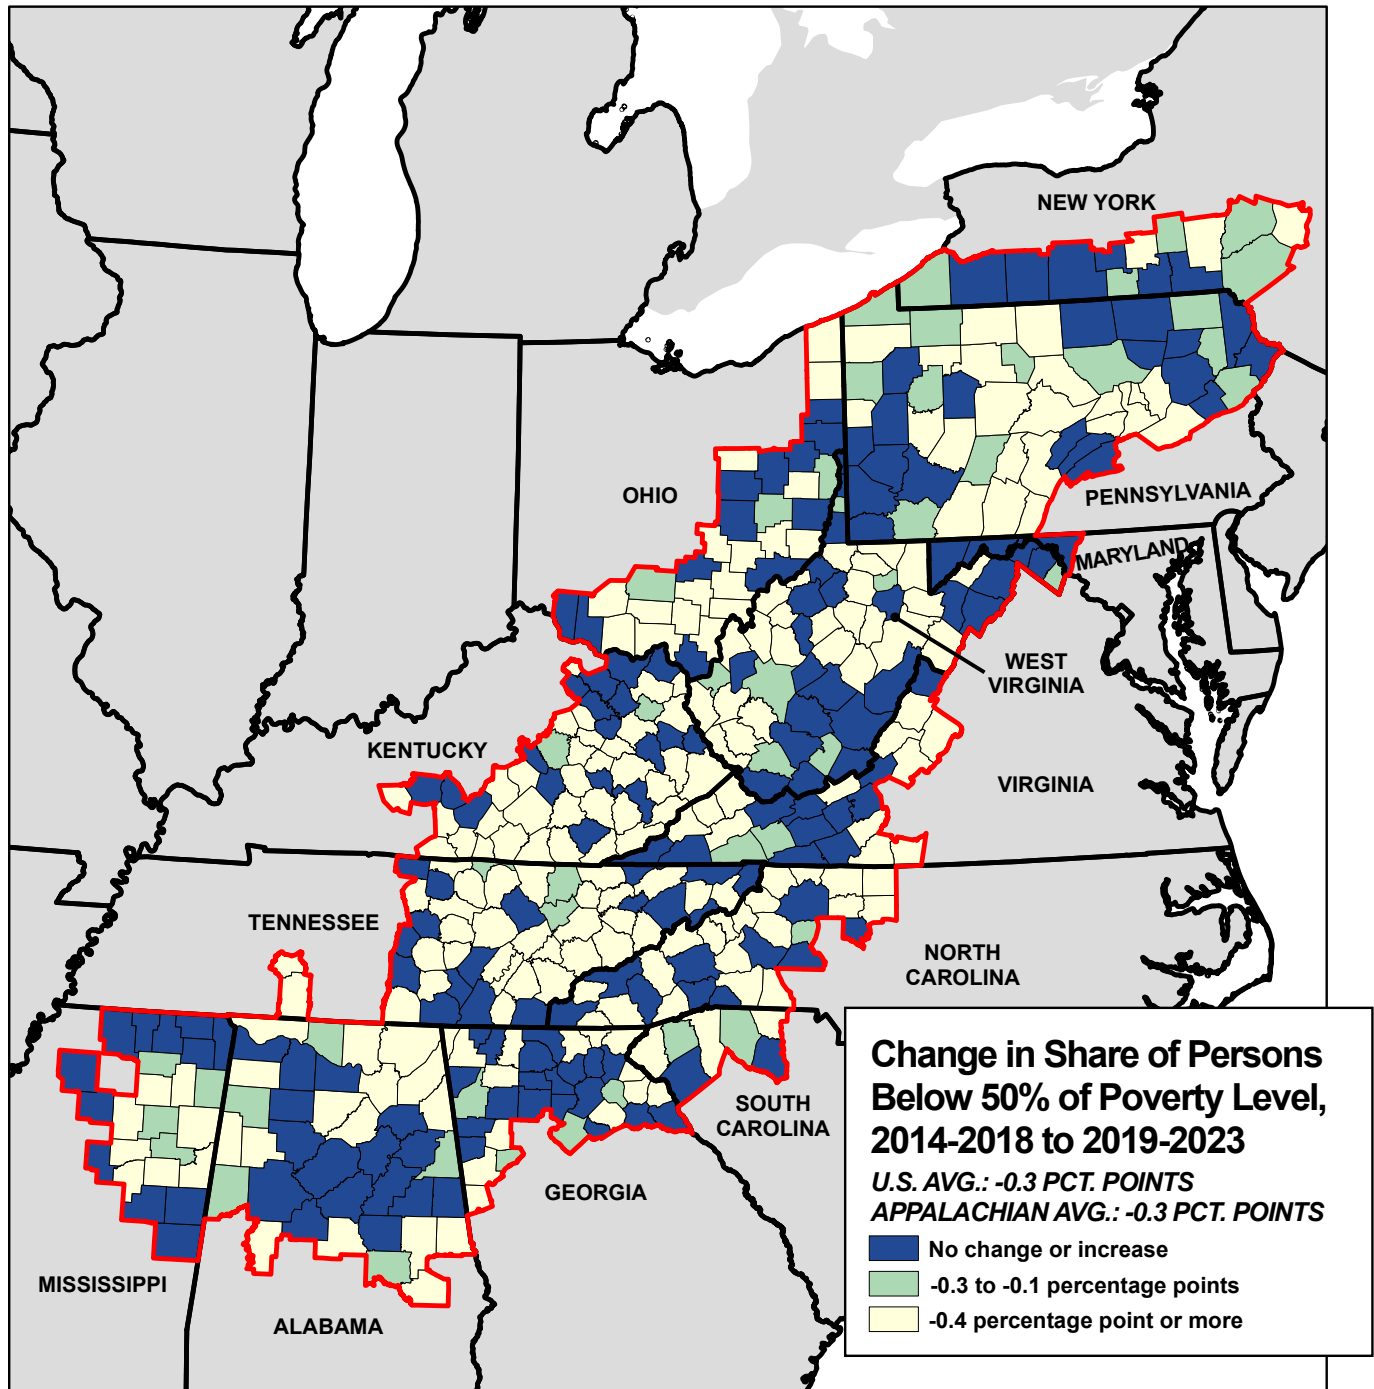 NEW YORK
OHIO
PENNSYLVANIA
MARYLAND
WEST
VIRGINIA
KENTUCKY
VIRGINIA
TENNESSEE
NORTH
CAROLINA
SOUTH
CAROLINA
GEORGIA
MISSISSIPPI
ALABAMA
Change in Share of Persons
Below 50% of Poverty Level,
2014-2018 to 2019-2023
U.S. AVG.: -0.3 PCT. POINTS
APPALACHIAN AVG.: -0.3 PCT. POINTS
No change or increase
-0.3 to -0.1 percentage points
-0.4 percentage point or more